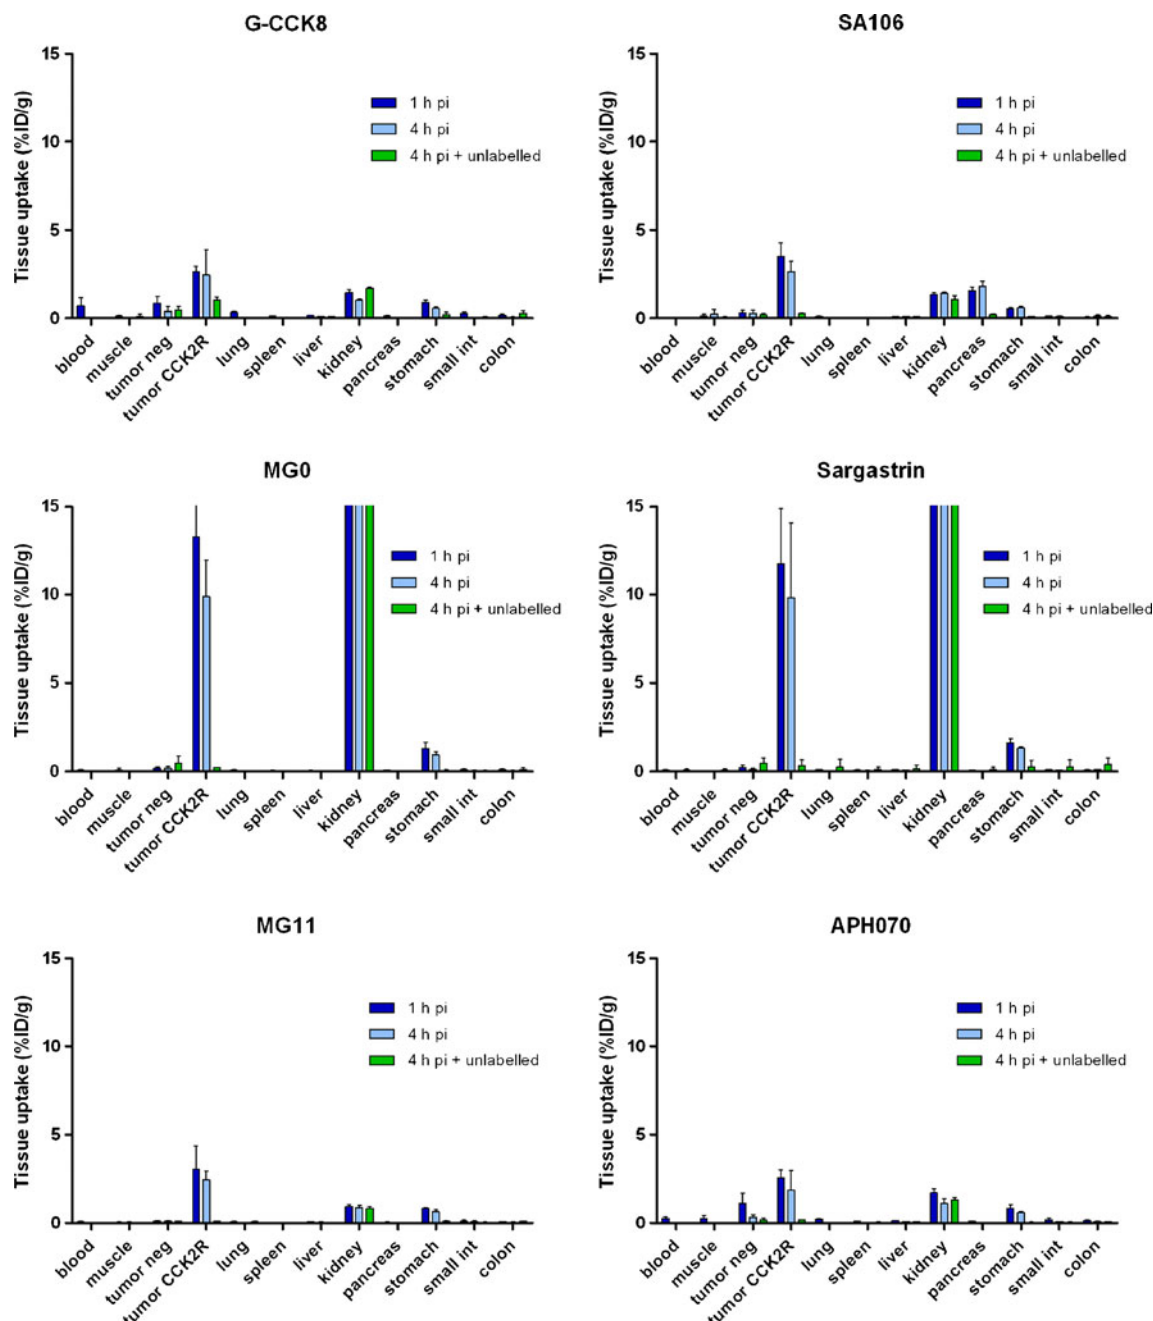 G-CCK8
Tissue uptake (%ID/g)
15
10
5
0
1 h pi
4 h pi
4 h pi + unlabelled
blood
muscle
tumor neg
tumor CCK2R
lung
spleen
liver
kidney
pancreas
stomach
small int
colon
SA106
Tissue uptake (%ID/g)
15
10
5
0
1 h pi
4 h pi
4 h pi + unlabelled
blood
muscle
tumor neg
tumor CCK2R
lung
spleen
liver
kidney
pancreas
stomach
small int
colon
MG0
Tissue uptake (%ID/g)
15
10
5
0
1 h pi
4 h pi
4 h pi + unlabelled
blood
muscle
tumor neg
tumor CCK2R
lung
spleen
liver
kidney
pancreas
stomach
small int
colon
Sargastrin
Tissue uptake (%ID/g)
15
10
5
0
1 h pi
4 h pi
4 h pi + unlabelled
blood
muscle
tumor neg
tumor CCK2R
lung
spleen
liver
kidney
pancreas
stomach
small int
colon
MG11
Tissue uptake (%ID/g)
15
10
5
0
1 h pi
4 h pi
4 h pi + unlabelled
blood
muscle
tumor neg
tumor CCK2R
lung
spleen
liver
kidney
pancreas
stomach
small int
colon
APH070
Tissue uptake (%ID/g)
15
10
5
0
1 h pi
4 h pi
4 h pi + unlabelled
blood
muscle
tumor neg
tumor CCK2R
lung
spleen
liver
kidney
pancreas
stomach
small int
colon